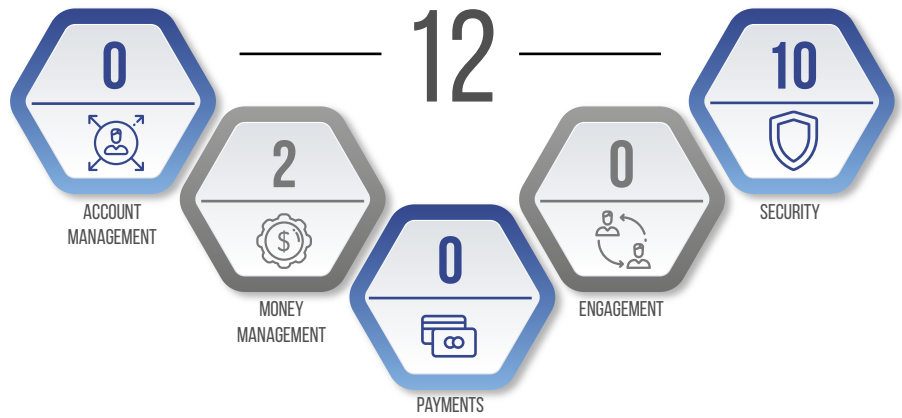 12
0
ACCOUNT
MANAGEMENT
2
$
MONEY
MANAGEMENT
0
PAYMENTS
0
ENGAGEMENT
10
SECURITY